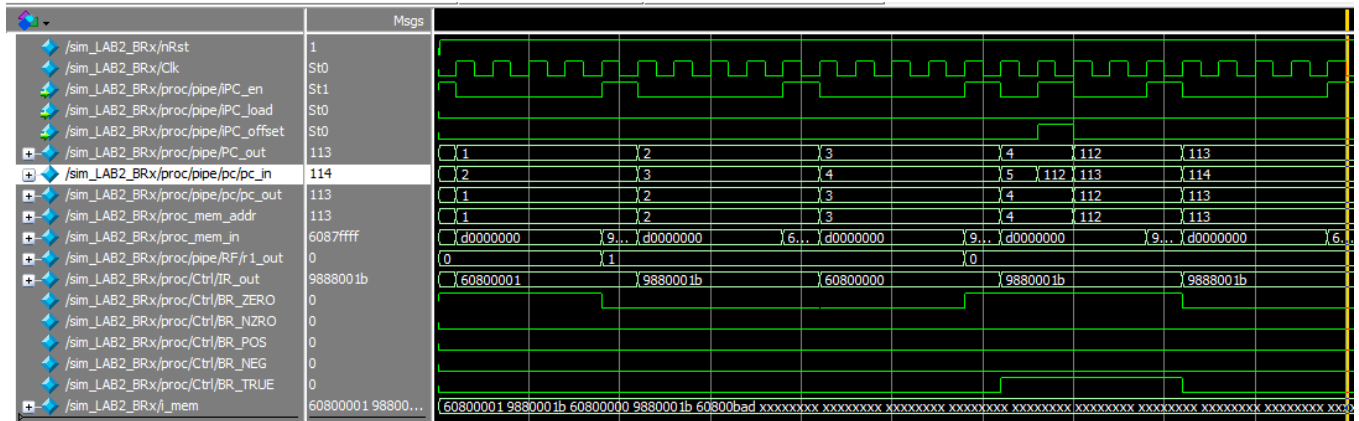 Msgs
/sim_LAB2_BRx/nRst 1
/sim_LAB2_BRx/Clk St0
/sim_LAB2_BRx/proc/pipe/iPC_en St1
/sim_LAB2_BRx/proc/pipe/iPC_load St0
/sim_LAB2_BRx/proc/pipe/iPC_offset St0
/sim_LAB2_BRx/proc/pipe/PC_out 113 1 2 3 4 112 113
/sim_LAB2_BRx/proc/pipe/pc/pc_in 114 2 3 4 5 112 113 114
/sim_LAB2_BRx/proc/pipe/pc/pc_out 113 1 2 3 4 112 113
/sim_LAB2_BRx/proc_mem_addr 113 1 2 3 4 112 113
/sim_LAB2_BRx/proc_mem_in 6087ffff d0000000 9... d0000000 6... d0000000 9... d0000000 9... d0000000 6...
/sim_LAB2_BRx/proc/pipe/RF/r1_out 0 0 1 0
/sim_LAB2_BRx/proc/Ctrl/IR_out 9888001b 60800001 9880001b 60800000 9880001b 9888001b
/sim_LAB2_BRx/proc/Ctrl/BR_ZERO 0
/sim_LAB2_BRx/proc/Ctrl/BR_NZRO 0
/sim_LAB2_BRx/proc/Ctrl/BR_POS 0
/sim_LAB2_BRx/proc/Ctrl/BR_NEG 0
/sim_LAB2_BRx/proc/Ctrl/BR_TRUE 0
/sim_LAB2_BRx/i_mem 60800001 98800... 60800001 9880001b 60800000 9880001b 60800bad xxxxxxxx xxxxxxxx xxxxxxxx xxxxxxxx xxxxxxxx xxxxxxxx xxxxxxxx xxxxxxxx xxxxxxxx